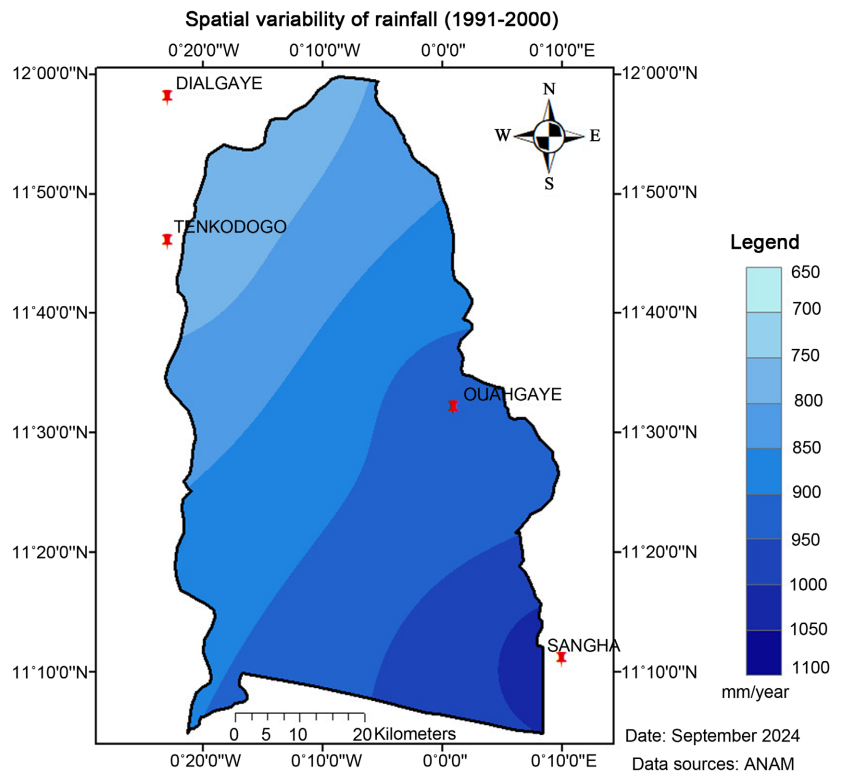 Spatial variability of rainfall (1991-2000)
0°20'0"W 0°10'0"W 0°0'0" 0°10'0"E
12°00'0"N 12°00'0"N
DIALGAYE
N
W E
S
11°50'0"N 11°50'0"N
TENKODOGO
Legend
650
11°40'0"N 700 11°40'0"N
750
OUAHGAYE
800
11°30'0"N 11°30'0"N
850
900
950
11°20'0"N 11°20'0"N
1000
1050
SANGHA
11°10'0"N 11°10'0"N
1100
mm/year
0 5 10 20 Kilometers
0°20'0"W 0°10'0"W 0°0'0" 0°10'0"E
Date: September 2024
Data sources: ANAM